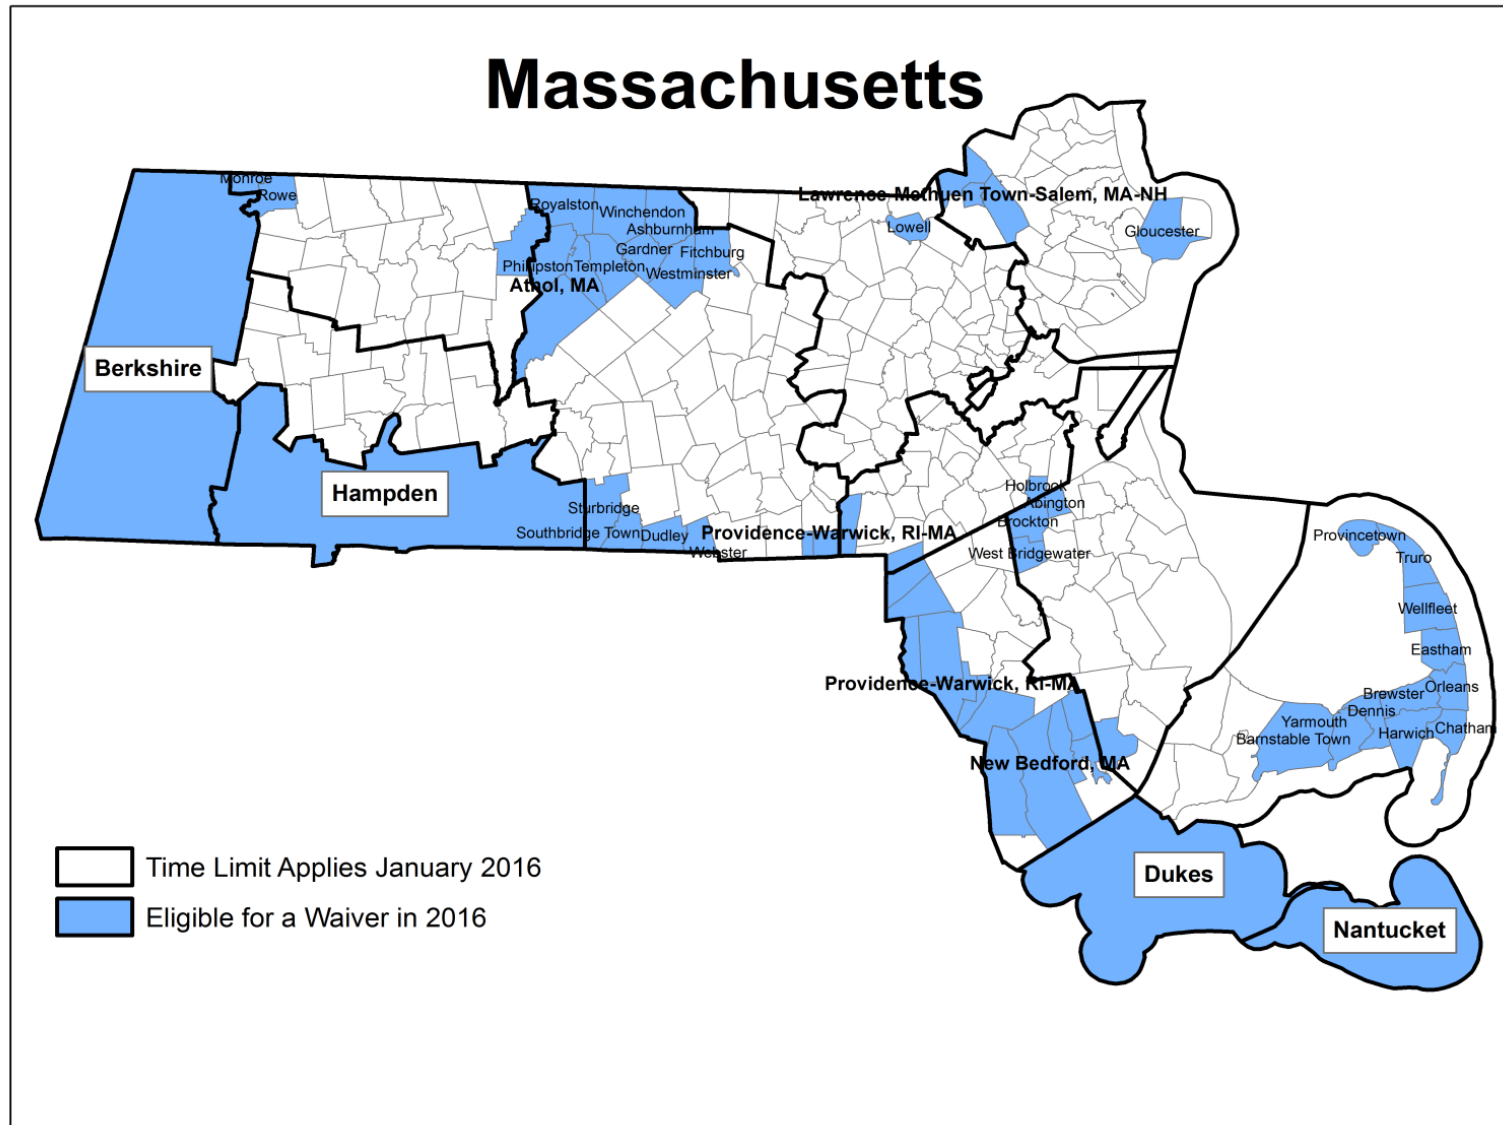 Massachusetts
Monroe
Rowe
Lawrence-Methuen Town-Salem, MA-NH
Royalston
Winchendon
Ashburnham
Lowell
Gloucester
Gardner
Fitchburg
Phillipston
Templeton
Westminster
Athol, MA
Berkshire
Hampden
Holbrook
Abington
Sturbridge
Brockton
Southbridge Town
Dudley
Providence-Warwick, RI-MA
Webster
West Bridgewater
Provincetown
Truro
Wellfleet
Eastham
Providence-Warwick, RI-MA
Orleans
Brewster
Dennis
Yarmouth
Chatham
Harwich
Barnstable Town
New Bedford, MA
Time Limit Applies January 2016
Dukes
Eligible for a Waiver in 2016
Nantucket